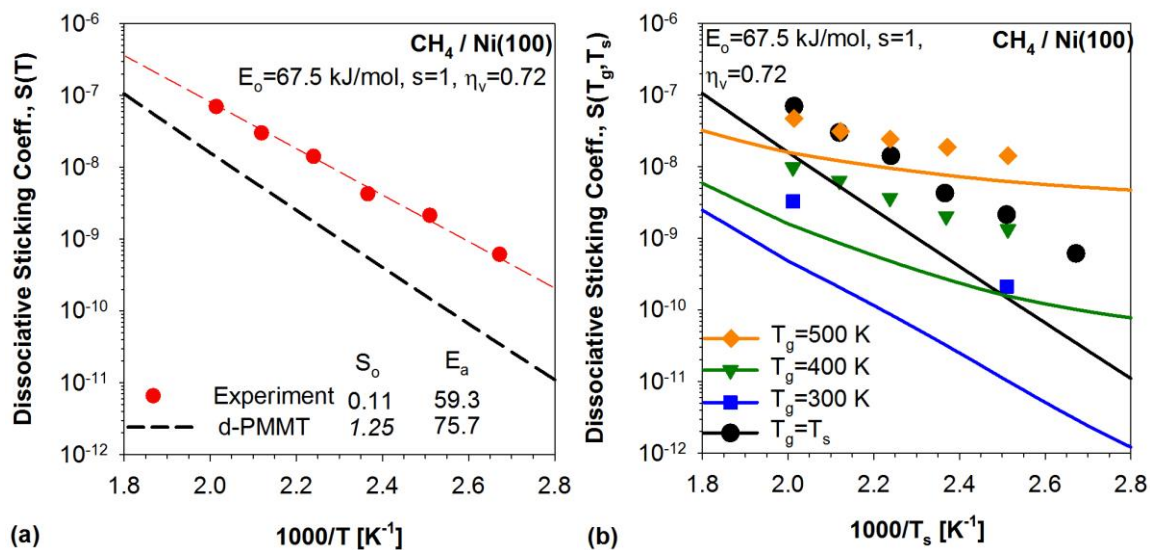 Dissociative Sticking Coeff., S(T)
10⁻⁶
10⁻⁷
10⁻⁸
10⁻⁹
10⁻¹⁰
10⁻¹¹
10⁻¹²
CH₄ / Ni(100)
Eₒ=67.5 kJ/mol, s=1, ηᵥ=0.72
Sₒ Eₐ
Experiment 0.11 59.3
d-PMMT 1.25 75.7
1.8 2.0 2.2 2.4 2.6 2.8
(a) 1000/T [K⁻¹]
Dissociative Sticking Coeff., S(T_g,Tₛ)
10⁻⁶
10⁻⁷
10⁻⁸
10⁻⁹
10⁻¹⁰
10⁻¹¹
10⁻¹²
Eₒ=67.5 kJ/mol, s=1, CH₄ / Ni(100)
ηᵥ=0.72
T_g=500 K
T_g=400 K
T_g=300 K
T_g=Tₛ
1.8 2.0 2.2 2.4 2.6 2.8
(b) 1000/Tₛ [K⁻¹]